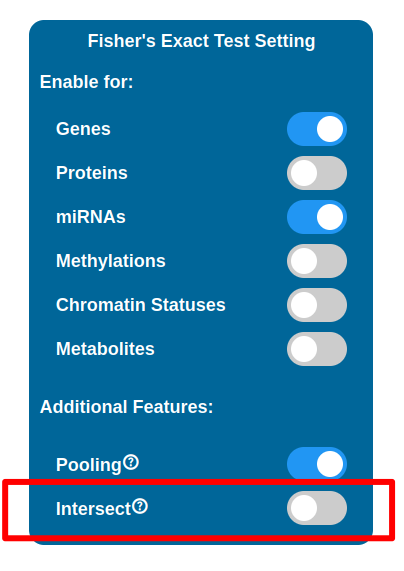 Fisher's Exact Test Setting
Enable for:
Genes
Proteins
miRNAs
Methylations
Chromatin Statuses
Metabolites
Additional Features:
Pooling?
Intersect?